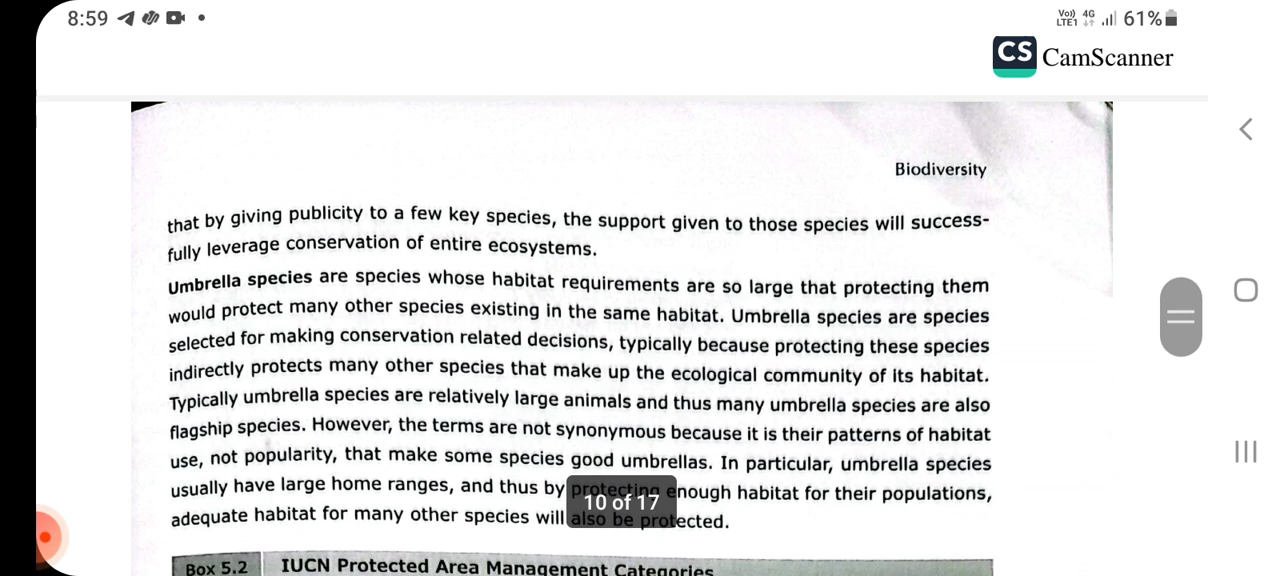 8:59
Vo)) 4G
LTE1 61%
CS CamScanner
Biodiversity
that by giving publicity to a few key species, the support given to those species will success-
fully leverage conservation of entire ecosystems.
Umbrella species are species whose habitat requirements are so large that protecting them
would protect many other species existing in the same habitat. Umbrella species are species
selected for making conservation related decisions, typically because protecting these species
indirectly protects many other species that make up the ecological community of its habitat.
Typically umbrella species are relatively large animals and thus many umbrella species are also
flagship species. However, the terms are not synonymous because it is their patterns of habitat
use, not popularity, that make some species good umbrellas. In particular, umbrella species
usually have large home ranges, and thus by protecting enough habitat for their populations,
10 of 17
adequate habitat for many other species will also be protected.
Box 5.2 IUCN Protected Area Management Categories